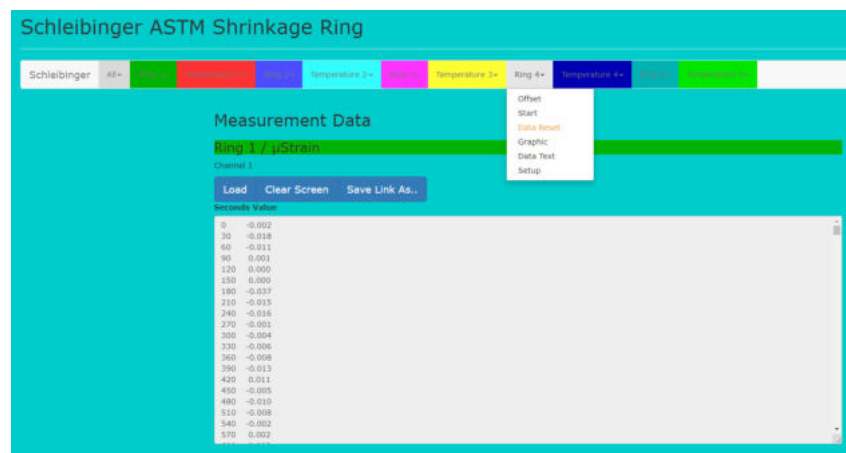 Schleibinger ASTM Shrinkage Ring
Schleibinger All Temperature 2 Temperature 3 Ring 4 Temperature 4
Offset
Start
Data Reset
Graphic
Data Text
Setup
Measurement Data
Ring 1 / µStrain
Channel 1
Load Clear Screen Save Link As..
Seconds Value
0 -0.002
30 -0.018
60 -0.011
90 0.001
120 0.000
150 0.000
180 -0.037
210 -0.015
240 -0.016
270 -0.001
300 -0.004
330 -0.006
360 -0.008
390 -0.013
420 0.011
450 -0.005
480 -0.010
510 -0.008
540 -0.002
570 0.002